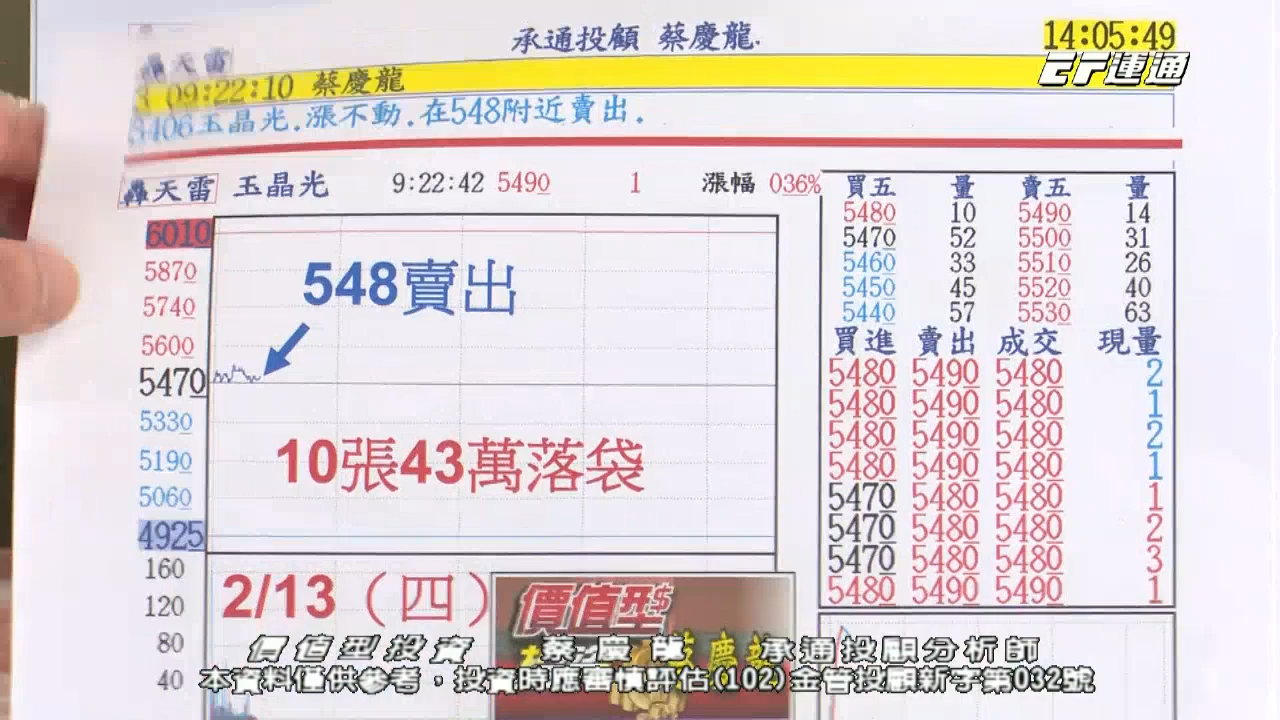 承通投顧 蔡慶龍.
14:05:49
運通
轟天雷
09:22:10 蔡慶龍
3406玉晶光.漲不動.在548附近賣出.
轟天雷 玉晶光 9:22:42 5490 1 漲幅 036%
買五 量 賣五 量
5480 10 5490 14
5470 52 5500 31
5460 33 5510 26
5450 45 5520 40
5440 57 5530 63
買進 賣出 成交 現量
5480 5490 5480 2
5480 5490 5480 1
5480 5490 5480 2
5480 5490 5480 1
5470 5480 5480 1
5470 5480 5480 2
5470 5480 5480 3
5480 5490 5490 1
6010
5870
5740
5600
5470
5330
5190
5060
4925
160
120
80
40
548賣出
10張43萬落袋
2/13（四）
價值型$
蔡慶龍
價值型投資 蔡慶龍 承通投顧分析師
本資料僅供參考，投資時應審慎評估(102)金管投顧新字第032號